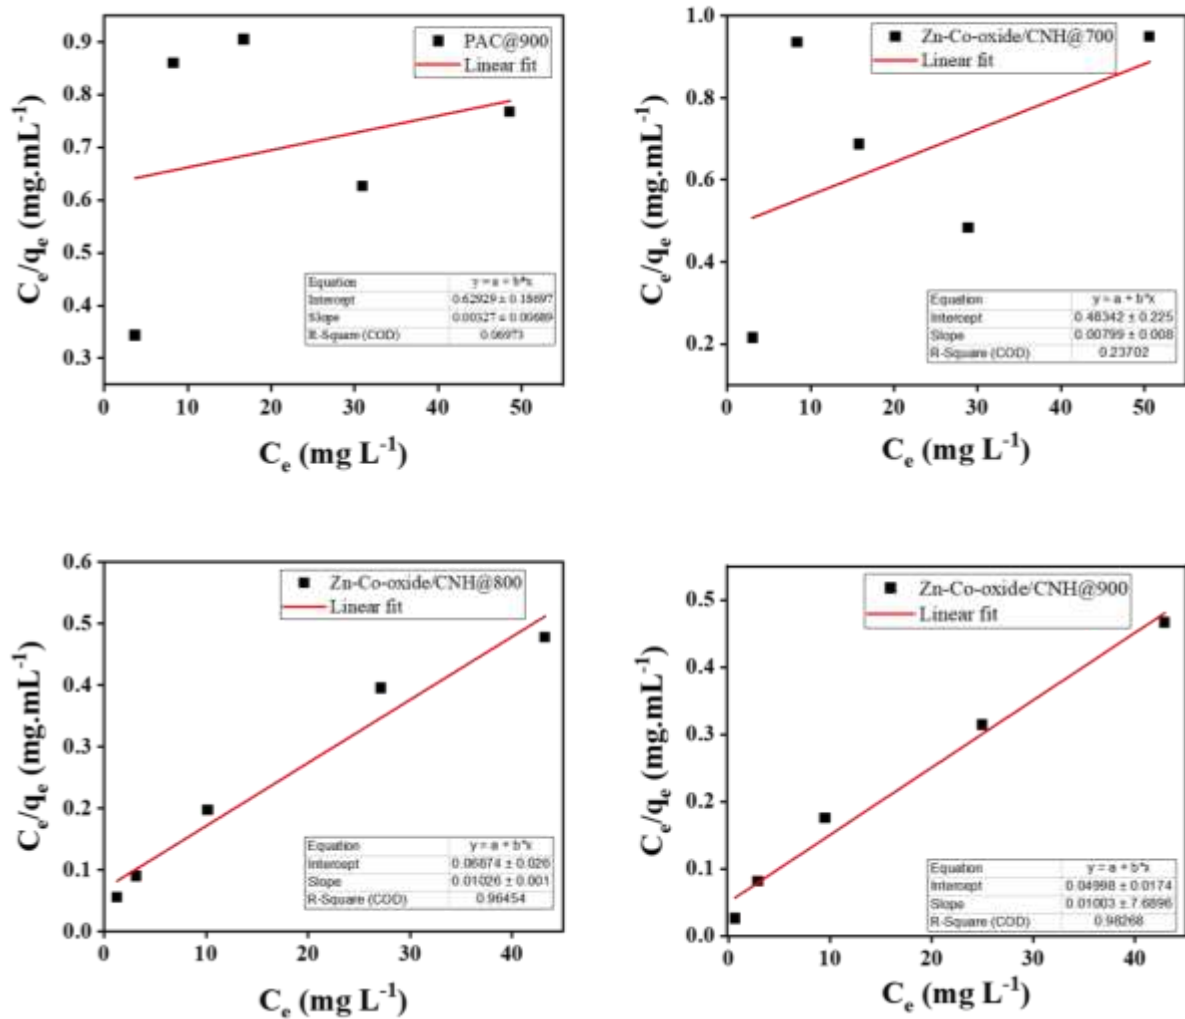 PAC@900
Linear fit
0.9
0.8
0.7
0.6
0.5
0.4
0.3
Cₑ/qₑ (mg.mL⁻¹)
Equation y = a + b*x
Intercept 0.62929 ± 0.18697
Slope 0.00327 ± 0.00689
R-Square (COD) 0.06973
0 10 20 30 40 50
Cₑ (mg L⁻¹)
Zn-Co-oxide/CNH@700
Linear fit
1.0
0.8
0.6
0.4
0.2
Cₑ/qₑ (mg.mL⁻¹)
Equation y = a + b*x
Intercept 0.48342 ± 0.225
Slope 0.00799 ± 0.008
R-Square (COD) 0.23702
0 10 20 30 40 50
Cₑ (mg L⁻¹)
Zn-Co-oxide/CNH@800
Linear fit
0.6
0.5
0.4
0.3
0.2
0.1
0.0
Cₑ/qₑ (mg.mL⁻¹)
Equation y = a + b*x
Intercept 0.06874 ± 0.026
Slope 0.01026 ± 0.001
R-Square (COD) 0.96454
0 10 20 30 40
Cₑ (mg L⁻¹)
Zn-Co-oxide/CNH@900
Linear fit
0.5
0.4
0.3
0.2
0.1
0.0
Cₑ/qₑ (mg.mL⁻¹)
Equation y = a + b*x
Intercept 0.04998 ± 0.0174
Slope 0.01003 ± 7.6896
R-Square (COD) 0.98268
0 10 20 30 40
Cₑ (mg L⁻¹)